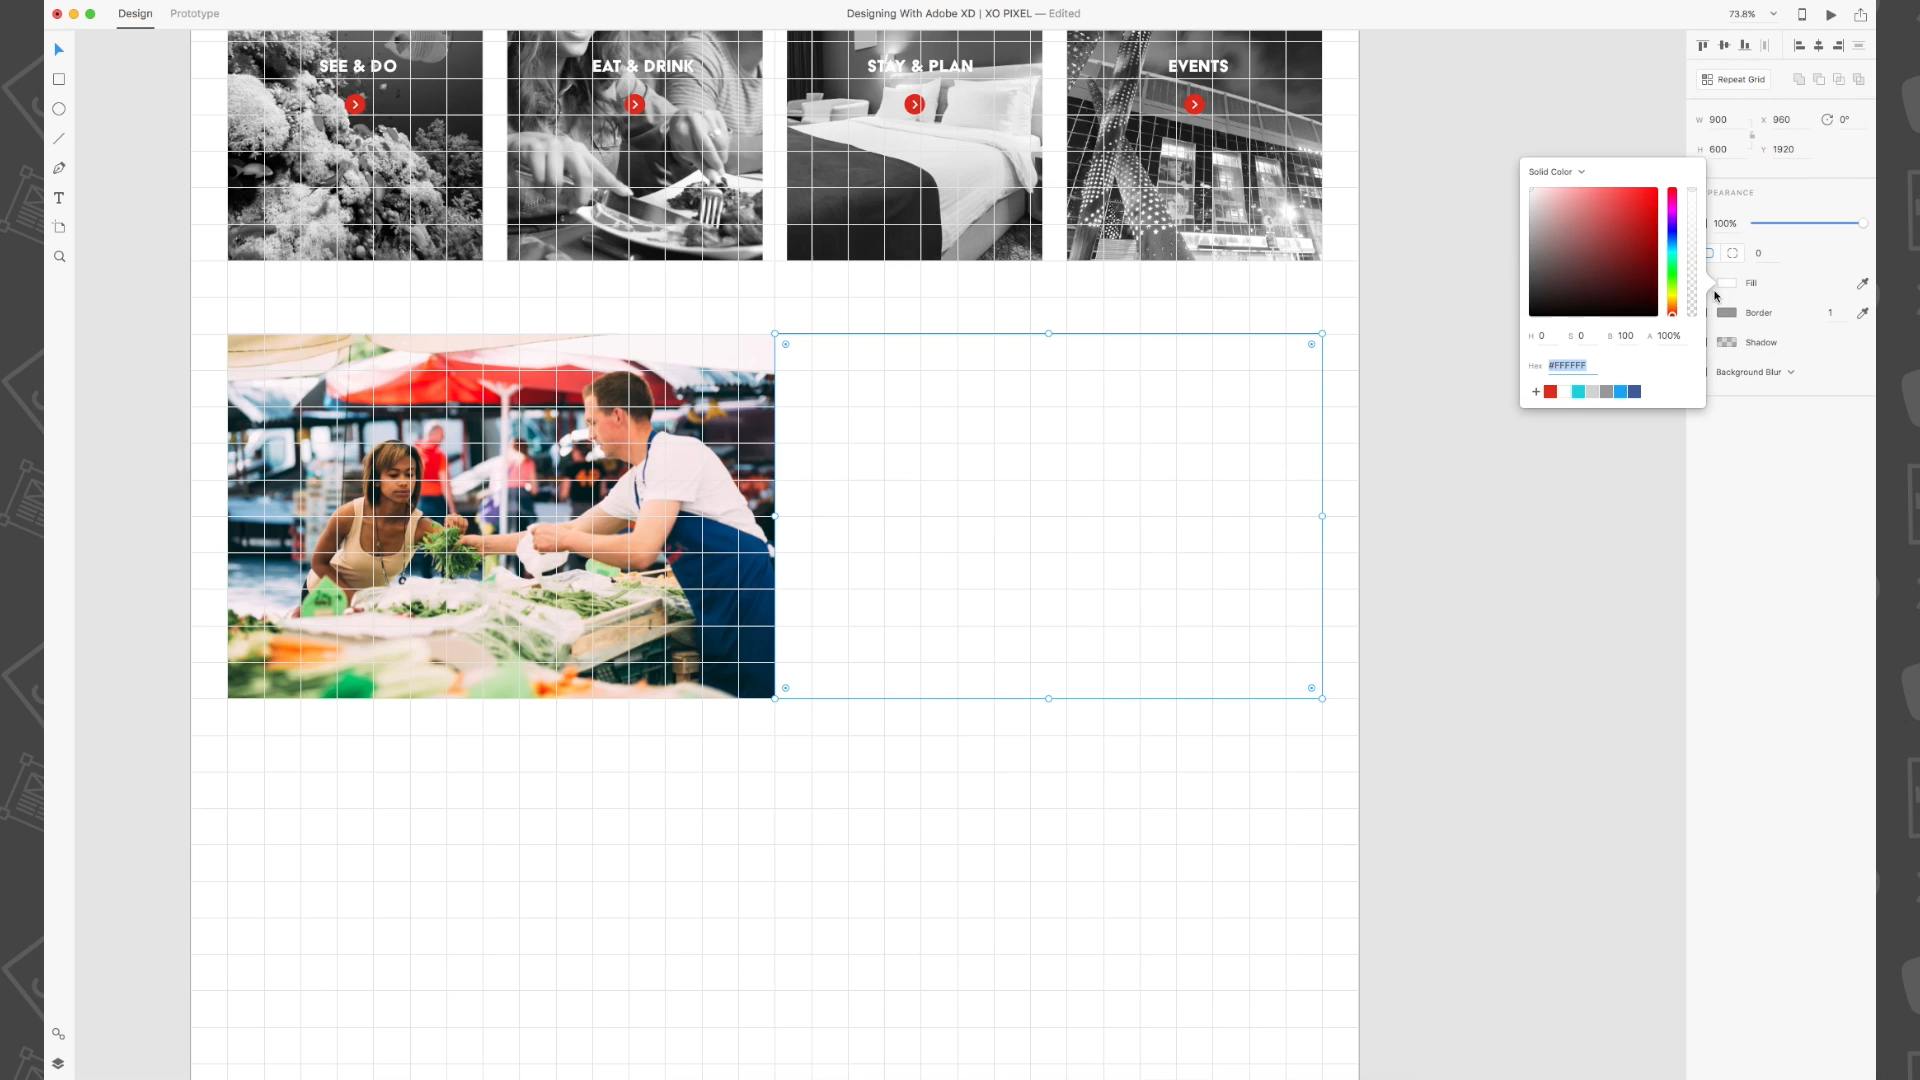 Design Prototype Designing With Adobe XD | XO PIXEL — Edited 73.8%
SEE & DO EAT & DRINK STAY & PLAN EVENTS
Repeat Grid
W 900 X 960 0°
H 600 Y 1920
Solid Color
PEARANCE
100%
0
Fill
Border 1
H 0 S 0 B 100 A 100%
Shadow
Hex #FFFFFF
Background Blur